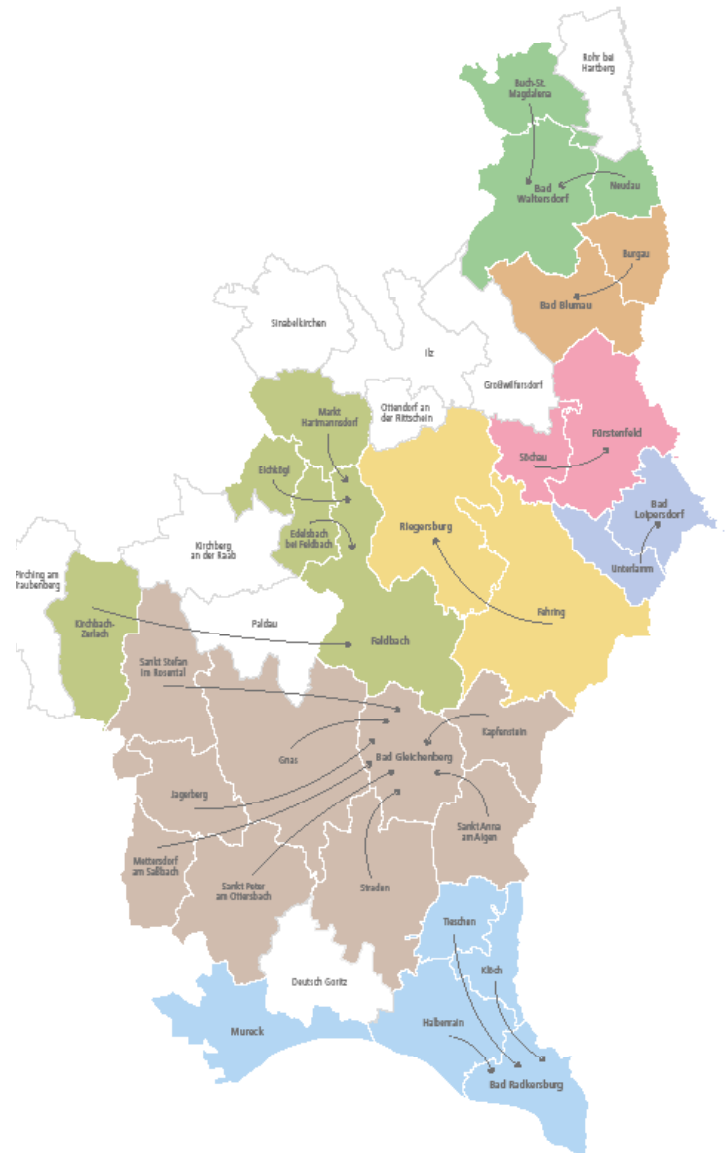 Rohr bei
Hartberg
Buch-St.
Magdalena
Bad
Waltersdorf
Neudau
Burgau
Bad Blumau
Sinabelkirchen
Ilz
Großwilfersdorf
Ottendorf an
der Rittschein
Markt
Hartmannsdorf
Fürstenfeld
Söchau
Eichkögl
Bad
Loipersdorf
Riegersburg
Edelsbach
bei Feldbach
Kirchberg
an der Raab
Unterlamm
Pirching am
Traubenberg
Kirchbach-
Zerlach
Paldau
Fehring
Feldbach
Sankt Stefan
im Rosental
Kapfenstein
Gnas
Bad Gleichenberg
Jagerberg
Sankt Anna
am Aigen
Mettersdorf
am Saßbach
Sankt Peter
am Ottersbach
Straden
Tieschen
Klöch
Deutsch Goritz
Halbenrain
Mureck
Bad Radkersburg